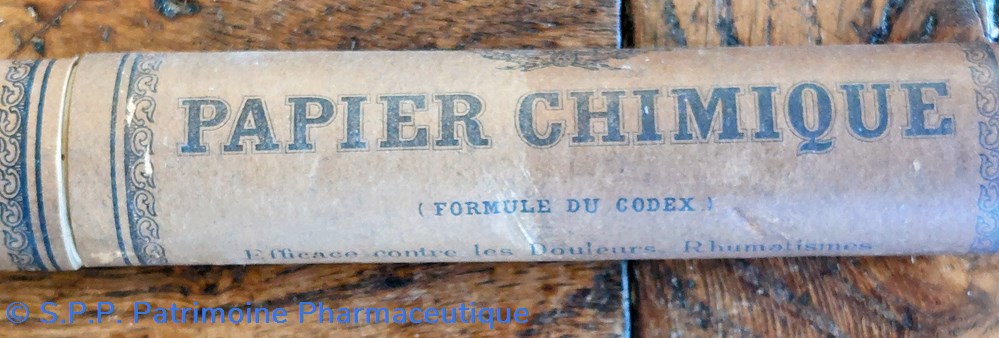 PAPIER CHIMIQUE
( FORMULE DU CODEX )
Efficace contre les Douleurs, Rhumatismes
© S.P.P. Patrimoine Pharmaceutique